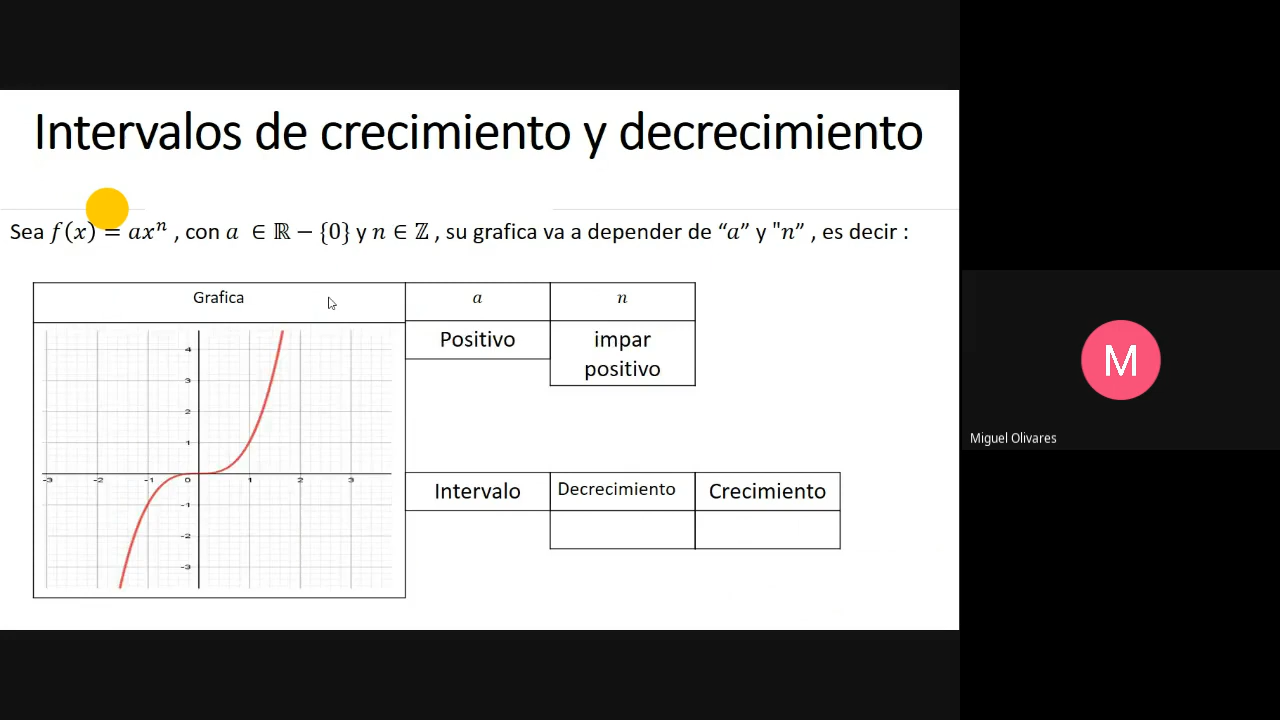 Intervalos de crecimiento y decrecimiento
Sea f(x) = axⁿ , con a ∈ ℝ − {0} y n ∈ ℤ , su grafica va a depender de “a” y "n” , es decir :
Grafica a n
Positivo impar
positivo
4
3
2
1
-3 -2 -1 0 1 2 3
-1
-2
-3
Intervalo Decrecimiento Crecimiento
M
Miguel Olivares